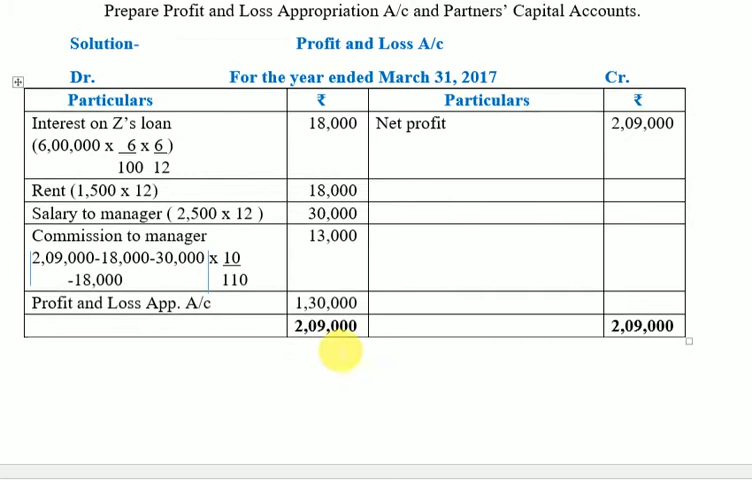 Prepare Profit and Loss Appropriation A/c and Partners’ Capital Accounts.
Solution- Profit and Loss A/c
Dr. For the year ended March 31, 2017 Cr.
Particulars ₹ Particulars ₹
Interest on Z’s loan 18,000 Net profit 2,09,000
(6,00,000 x 6 x 6 )
100 12
Rent (1,500 x 12) 18,000
Salary to manager ( 2,500 x 12 ) 30,000
Commission to manager 13,000
2,09,000-18,000-30,000 x 10
-18,000 110
Profit and Loss App. A/c 1,30,000
2,09,000 2,09,000